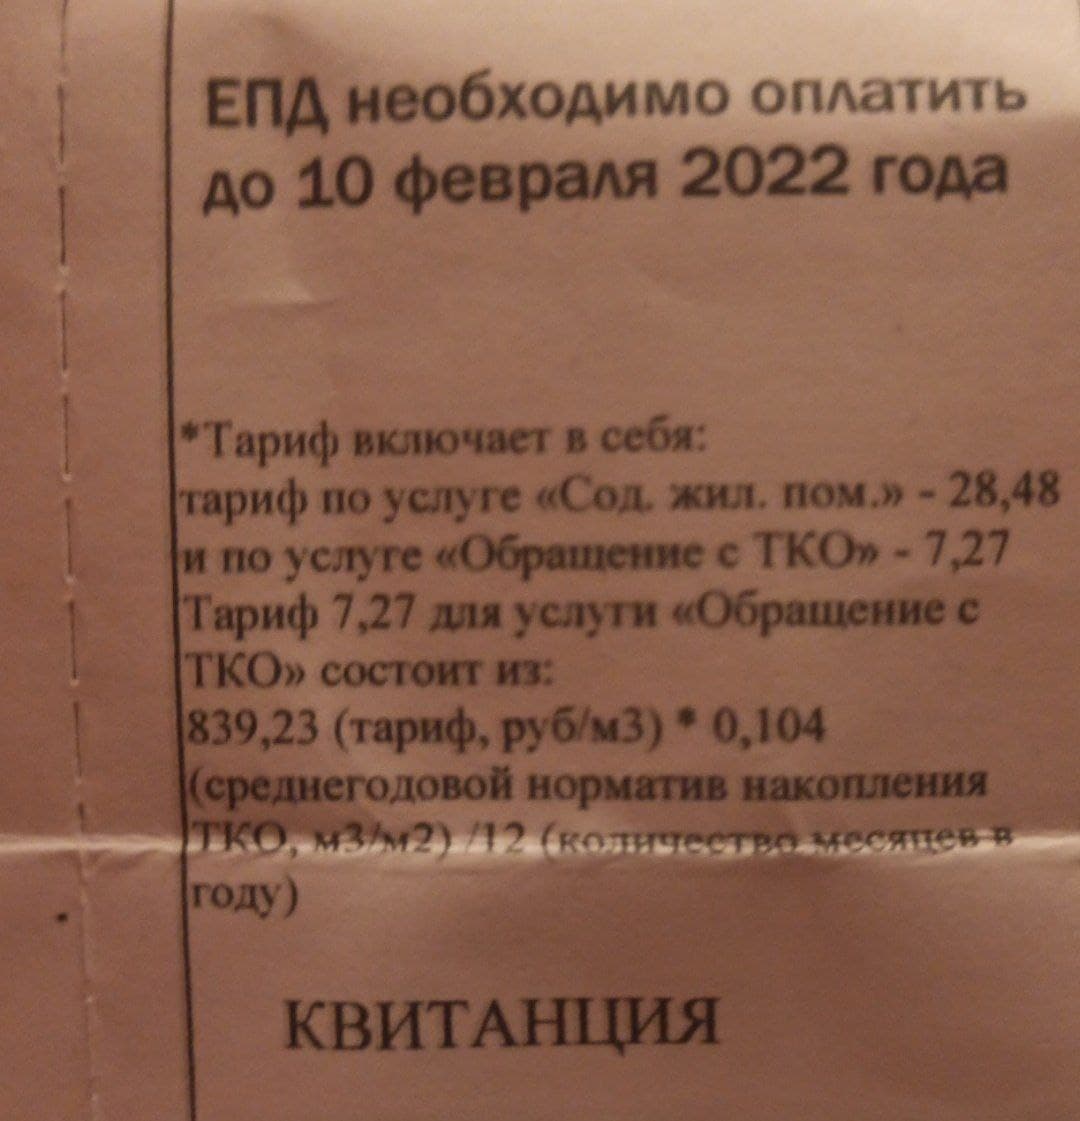 ЕПД необходимо оплатить
до 10 февраля 2022 года
*Тариф включает в себя:
тариф по услуге «Сод. жил. пом.» - 28,48
и по услуге «Обращение с ТКО» - 7,27
Тариф 7,27 для услуги «Обращение с
ТКО» состоит из:
839,23 (тариф, руб/м3) * 0,104
(среднегодовой норматив накопления
ТКО, м3/м2) /12 (количество месяцев в
году)
КВИТАНЦИЯ